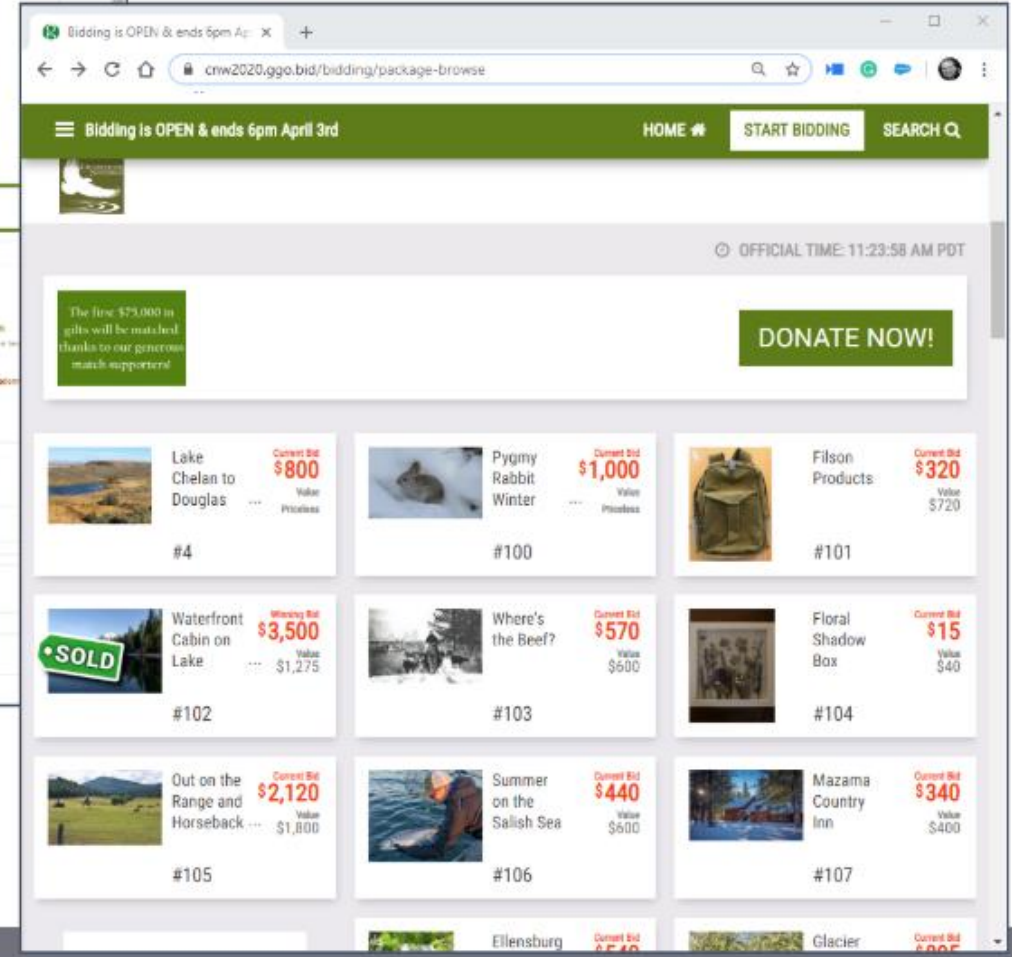 Bidding is OPEN & ends 6pm Ap
cnw2020.ggo.bid/bidding/package-browse
Bidding is OPEN & ends 6pm April 3rd
HOME
START BIDDING
SEARCH
OFFICIAL TIME: 11:23:58 AM PDT
The first $75,000 in
gifts will be matched
thanks to our generous
match supporters!
DONATE NOW!
Lake
Chelan to
Douglas ...
Current Bid
$800
Value
Priceless
#4
Pygmy
Rabbit
Winter ...
Current Bid
$1,000
Value
Priceless
#100
Filson
Products
Current Bid
$320
Value
$720
#101
SOLD
Waterfront
Cabin on
Lake ...
Winning Bid
$3,500
Value
$1,275
#102
Where's
the Beef?
Current Bid
$570
Value
$600
#103
Floral
Shadow
Box
Current Bid
$15
Value
$40
#104
Out on the
Range and
Horseback ...
Current Bid
$2,120
Value
$1,800
#105
Summer
on the
Salish Sea
Current Bid
$440
Value
$600
#106
Mazama
Country
Inn
Current Bid
$340
Value
$400
#107
Ellensburg
Current Bid
Glacier
Current Bid